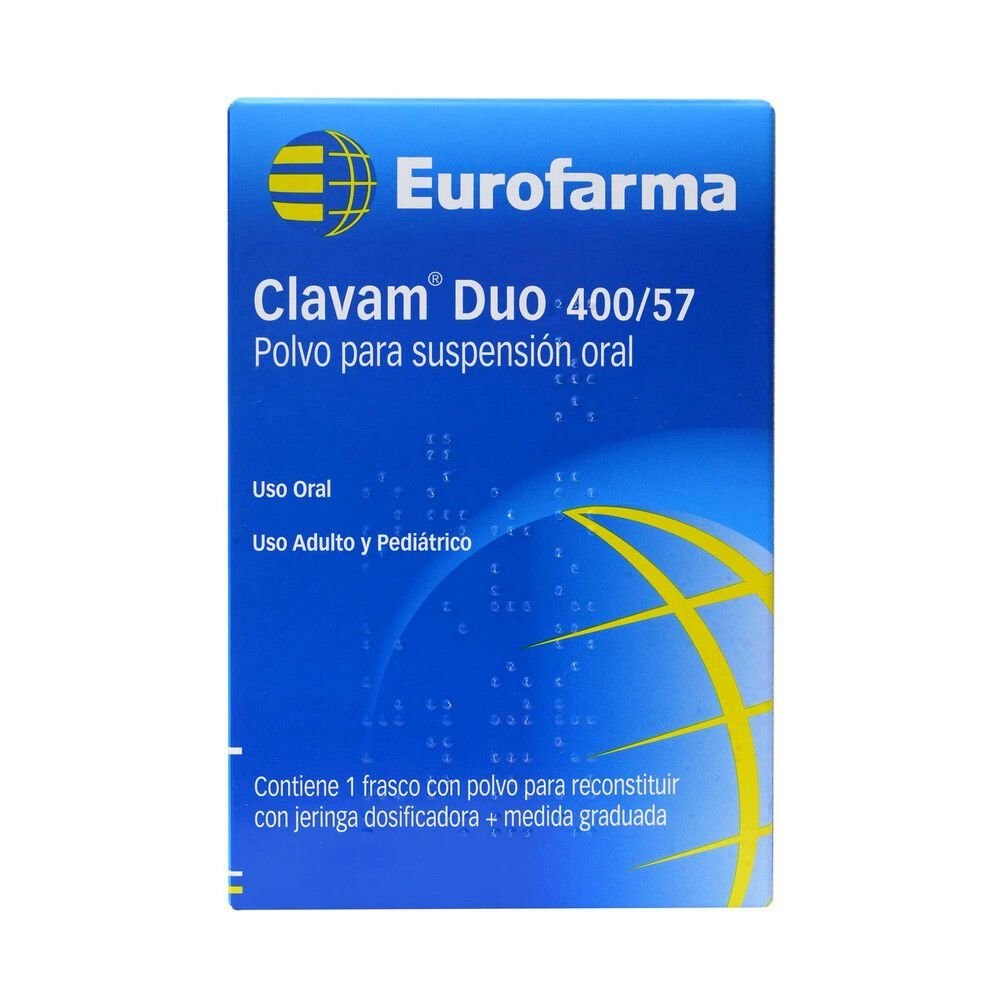 Eurofarma
Clavam® Duo 400/57
Polvo para suspensión oral
Uso Oral
Uso Adulto y Pediátrico
Contiene 1 frasco con polvo para reconstituir
con jeringa dosificadora + medida graduada